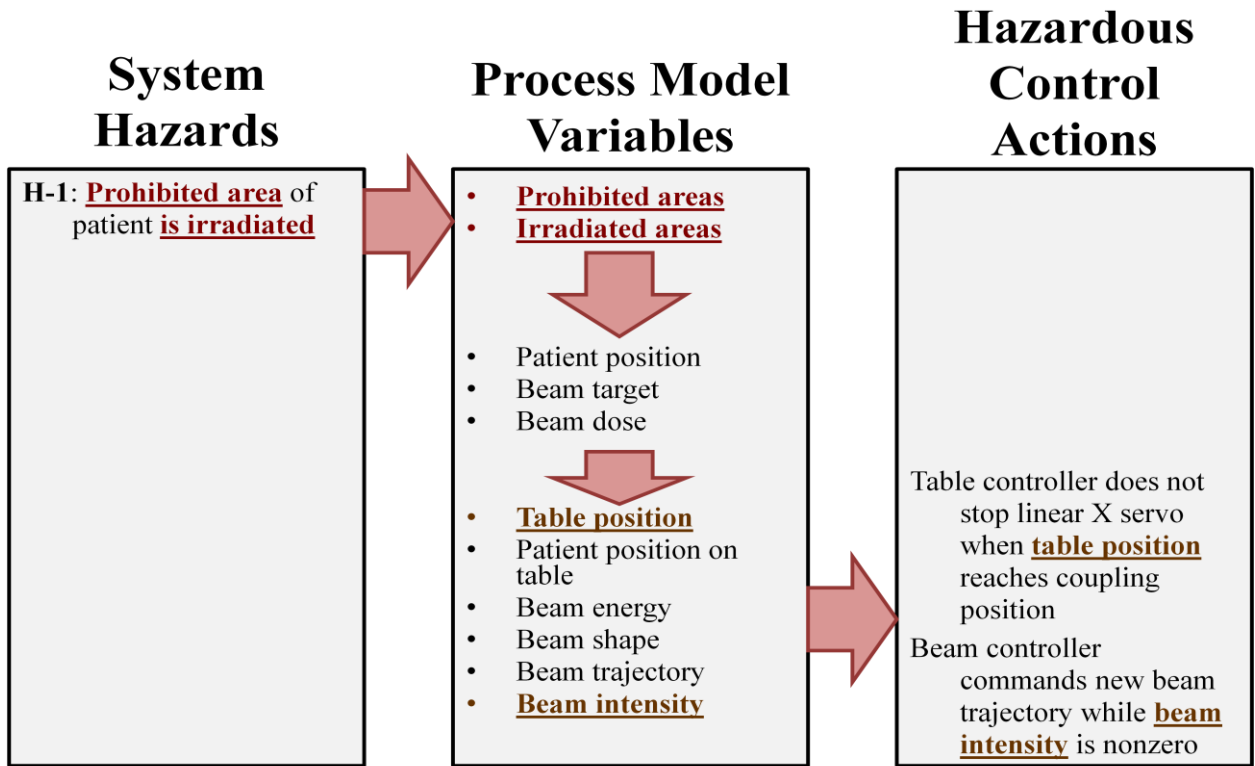 System
Hazards
H-1: Prohibited area of
patient is irradiated
Process Model
Variables
• Prohibited areas
• Irradiated areas
• Patient position
• Beam target
• Beam dose
• Table position
• Patient position on
table
• Beam energy
• Beam shape
• Beam trajectory
• Beam intensity
Hazardous
Control
Actions
Table controller does not
stop linear X servo
when table position
reaches coupling
position
Beam controller
commands new beam
trajectory while beam
intensity is nonzero